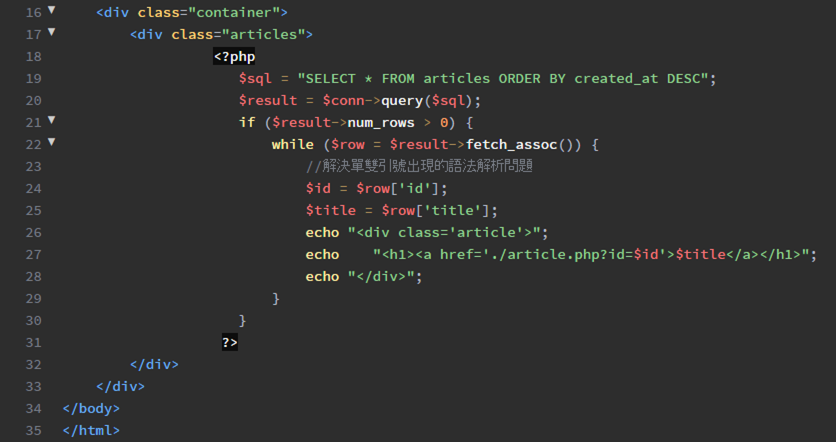 16 ▼ <div class="container">
17 ▼ <div class="articles">
18 <?php
19 $sql = "SELECT * FROM articles ORDER BY created_at DESC";
20 $result = $conn->query($sql);
21 ▼ if ($result->num_rows > 0) {
22 ▼ while ($row = $result->fetch_assoc()) {
23 //解決單雙引號出現的語法解析問題
24 $id = $row['id'];
25 $title = $row['title'];
26 echo "<div class='article'>";
27 echo    "<h1><a href='./article.php?id=$id'>$title</a></h1>";
28 echo "</div>";
29 }
30 }
31 ?>
32 </div>
33 </div>
34 </body>
35 </html>